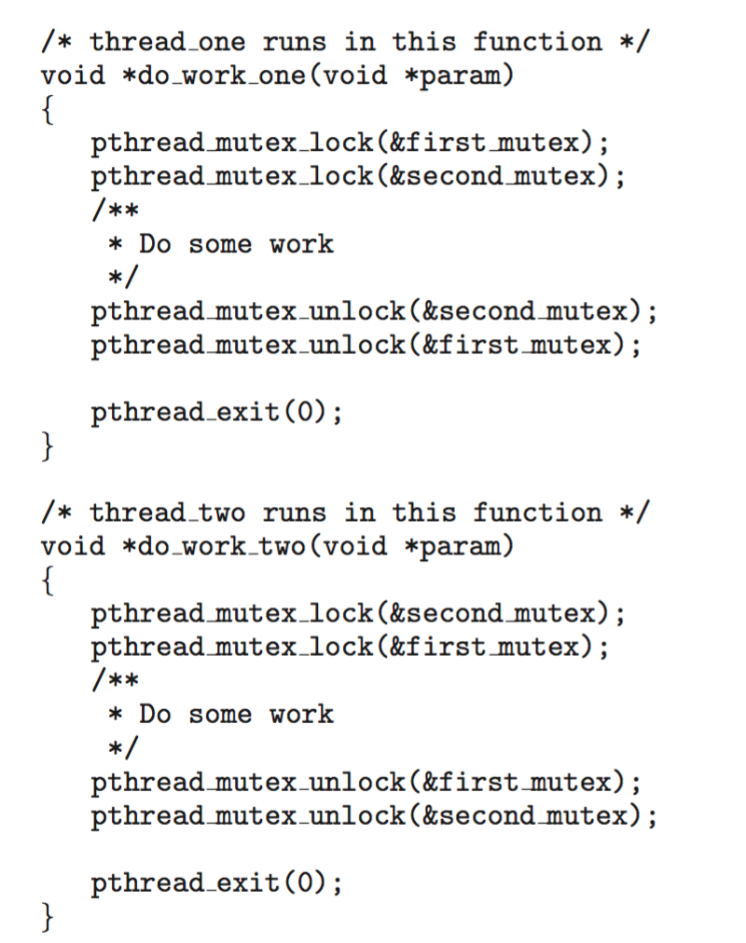 /* thread_one runs in this function */
void *do_work_one(void *param)
{
pthread_mutex_lock(&first_mutex);
pthread_mutex_lock(&second_mutex);
/**
* Do some work
*/
pthread_mutex_unlock(&second_mutex);
pthread_mutex_unlock(&first_mutex);
pthread_exit(0);
}
/* thread_two runs in this function */
void *do_work_two(void *param)
{
pthread_mutex_lock(&second_mutex);
pthread_mutex_lock(&first_mutex);
/**
* Do some work
*/
pthread_mutex_unlock(&first_mutex);
pthread_mutex_unlock(&second_mutex);
pthread_exit(0);
}